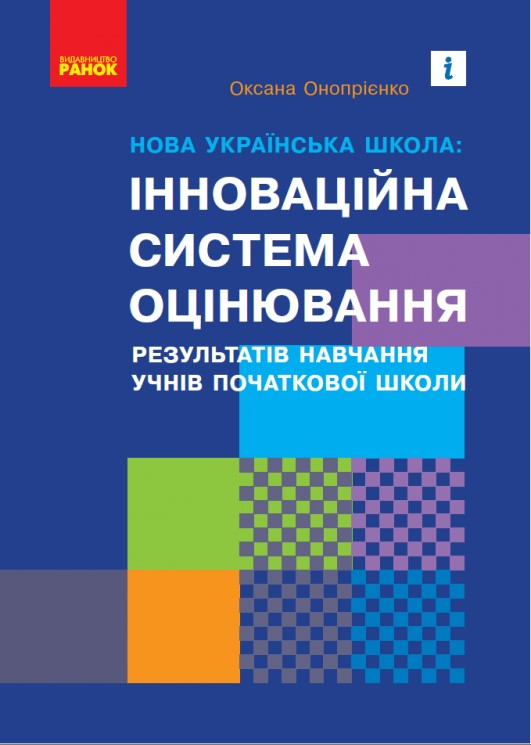 ВИДАВНИЦТВО
РАНОК
i
Оксана Онопрієнко
НОВА УКРАЇНСЬКА ШКОЛА:
ІННОВАЦІЙНА
СИСТЕМА
ОЦІНЮВАННЯ
РЕЗУЛЬТАТІВ НАВЧАННЯ
УЧНІВ ПОЧАТКОВОЇ ШКОЛИ